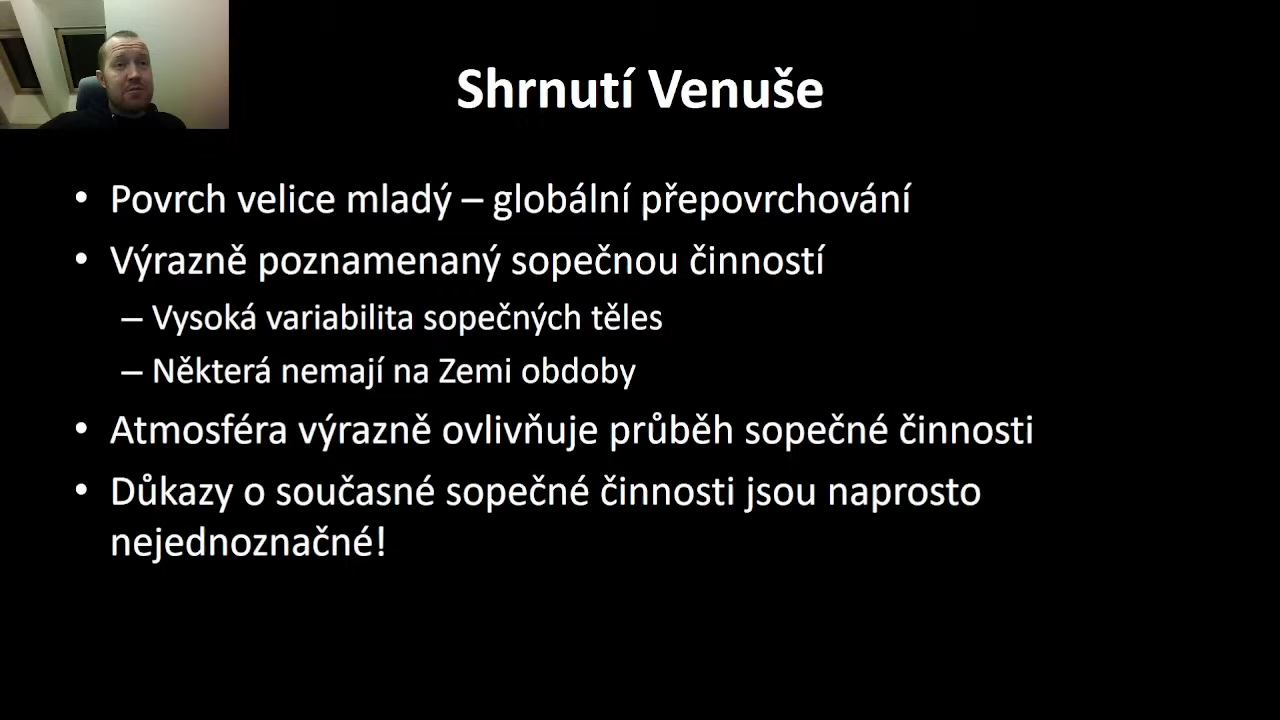 Shrnutí Venuše
• Povrch velice mladý – globální přepovrchování
• Výrazně poznamenaný sopečnou činností
– Vysoká variabilita sopečných těles
– Některá nemají na Zemi obdoby
• Atmosféra výrazně ovlivňuje průběh sopečné činnosti
• Důkazy o současné sopečné činnosti jsou naprosto
nejednoznačné!